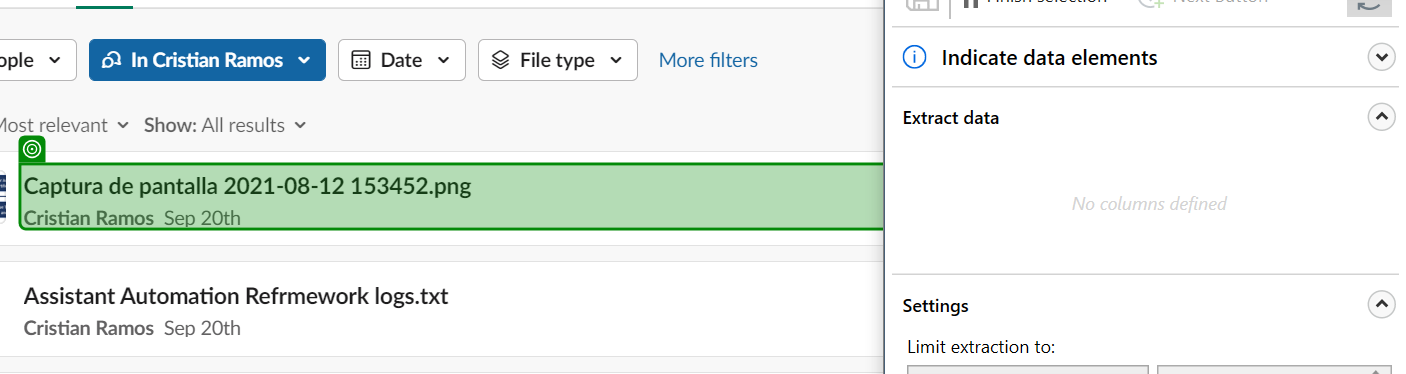 In Cristian Ramos
Date
File type
More filters
Most relevant
Show: All results
Captura de pantalla 2021-08-12 153452.png
Cristian Ramos Sep 20th
Assistant Automation Refrmework logs.txt
Cristian Ramos Sep 20th
Finish selection
Next button
Indicate data elements
Extract data
No columns defined
Settings
Limit extraction to: